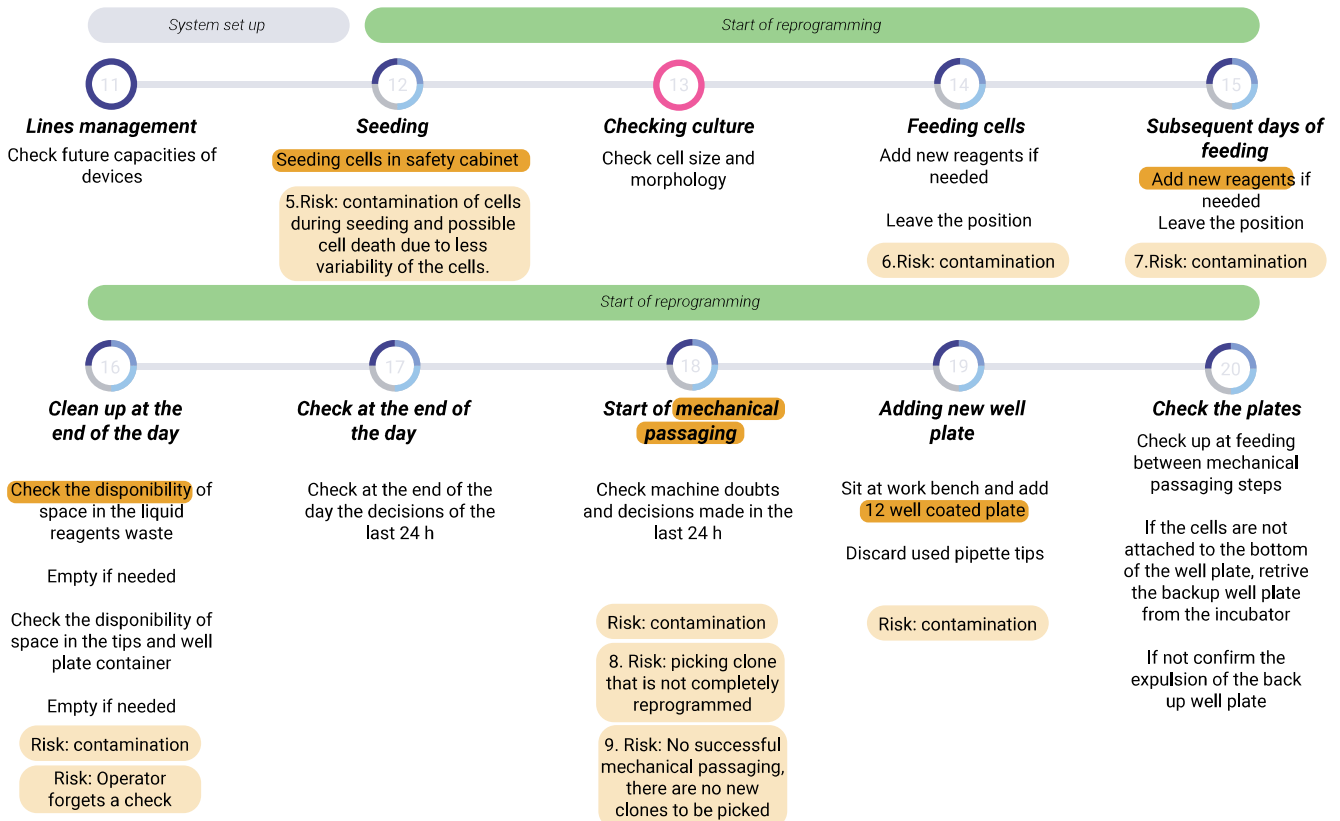 System set up
Start of reprogramming
11
12
13
14
15
Lines management
Check future capacities of
devices
Seeding
Seeding cells in safety cabinet
5.Risk: contamination of cells
during seeding and possible
cell death due to less
variability of the cells.
Checking culture
Check cell size and
morphology
Feeding cells
Add new reagents if
needed
Leave the position
6.Risk: contamination
Subsequent days of
feeding
Add new reagents if
needed
Leave the position
7.Risk: contamination
Start of reprogramming
16
17
18
19
20
Clean up at the
end of the day
Check the disponibility of
space in the liquid
reagents waste
Empty if needed
Check the disponibility of
space in the tips and well
plate container
Empty if needed
Risk: contamination
Risk: Operator
forgets a check
Check at the end of
the day
Check at the end of the
day the decisions of the
last 24 h
Start of mechanical
passaging
Check machine doubts
and decisions made in the
last 24 h
Risk: contamination
8. Risk: picking clone
that is not completely
reprogrammed
9. Risk: No successful
mechanical passaging,
there are no new
clones to be picked
Adding new well
plate
Sit at work bench and add
12 well coated plate
Discard used pipette tips
Risk: contamination
Check the plates
Check up at feeding
between mechanical
passaging steps
If the cells are not
attached to the bottom
of the well plate, retrive
the backup well plate
from the incubator
If not confirm the
expulsion of the back
up well plate